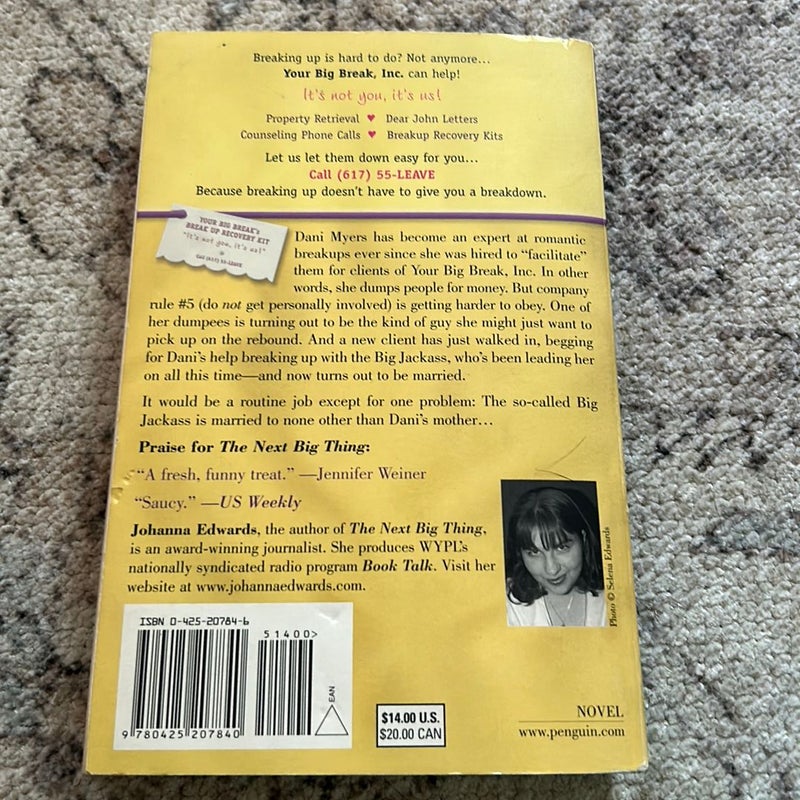 Breaking up is hard to do? Not anymore…
Your Big Break, Inc. can help!
It's not you, it's us!
Property Retrieval ♥ Dear John Letters
Counseling Phone Calls ♥ Breakup Recovery Kits
Let us let them down easy for you…
Call (617) 55-LEAVE
Because breaking up doesn't have to give you a breakdown.
YOUR BIG BREAK's
BREAK UP RECOVERY KIT
"it's not you, it's us!"
Call (617) 55-LEAVE
Dani Myers has become an expert at romantic
breakups ever since she was hired to "facilitate"
them for clients of Your Big Break, Inc. In other
words, she dumps people for money. But company
rule #5 (do not get personally involved) is getting harder to obey. One of
her dumpees is turning out to be the kind of guy she might just want to
pick up on the rebound. And a new client has just walked in, begging
for Dani's help breaking up with the Big Jackass, who's been leading her
on all this time—and now turns out to be married.
It would be a routine job except for one problem: The so-called Big
Jackass is married to none other than Dani's mother…
Praise for The Next Big Thing:
"A fresh, funny treat." —Jennifer Weiner
"Saucy." —US Weekly
Johanna Edwards, the author of The Next Big Thing,
is an award-winning journalist. She produces WYPL's
nationally syndicated radio program Book Talk. Visit her
website at www.johannaedwards.com.
Photo © Selena Edwards
ISBN 0-425-20784-6
51400>
9 780425 207840
EAN
$14.00 U.S.
$20.00 CAN
NOVEL
www.penguin.com